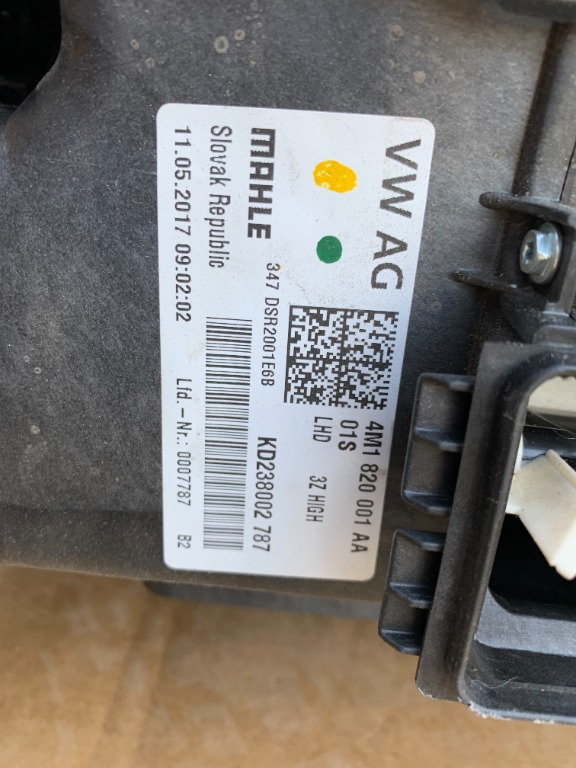 VW AG
4M1 820 001 AA
01S
LHD 3Z HIGH
MAHLE
347 DSR2001E6B
KD238002 787
Slovak Republic
11.05.2017 09:02:02
Lfd.-Nr.: 0007787 B2